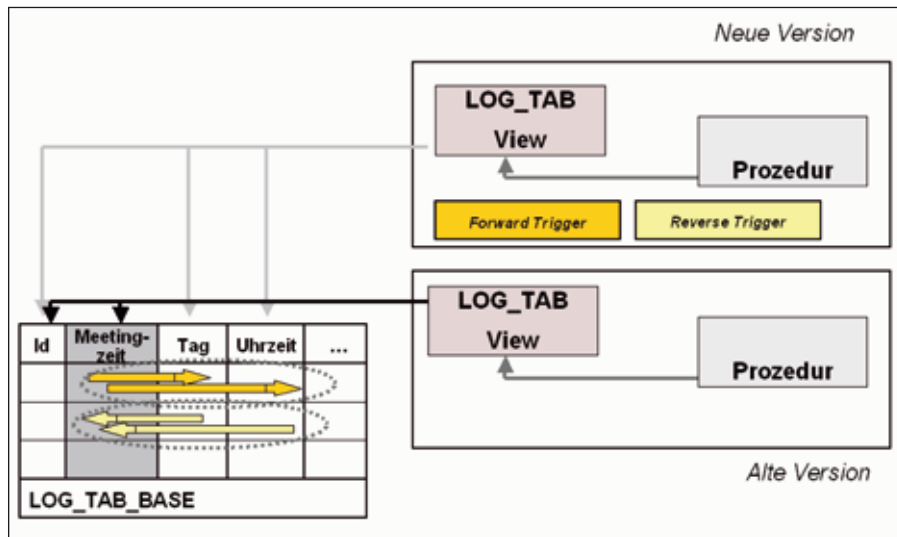 Neue Version
LOG_TAB
View
Prozedur
Forward Trigger
Reverse Trigger
LOG_TAB
View
Prozedur
Alte Version
Id
Meeting-
zeit
Tag
Uhrzeit
...
LOG_TAB_BASE